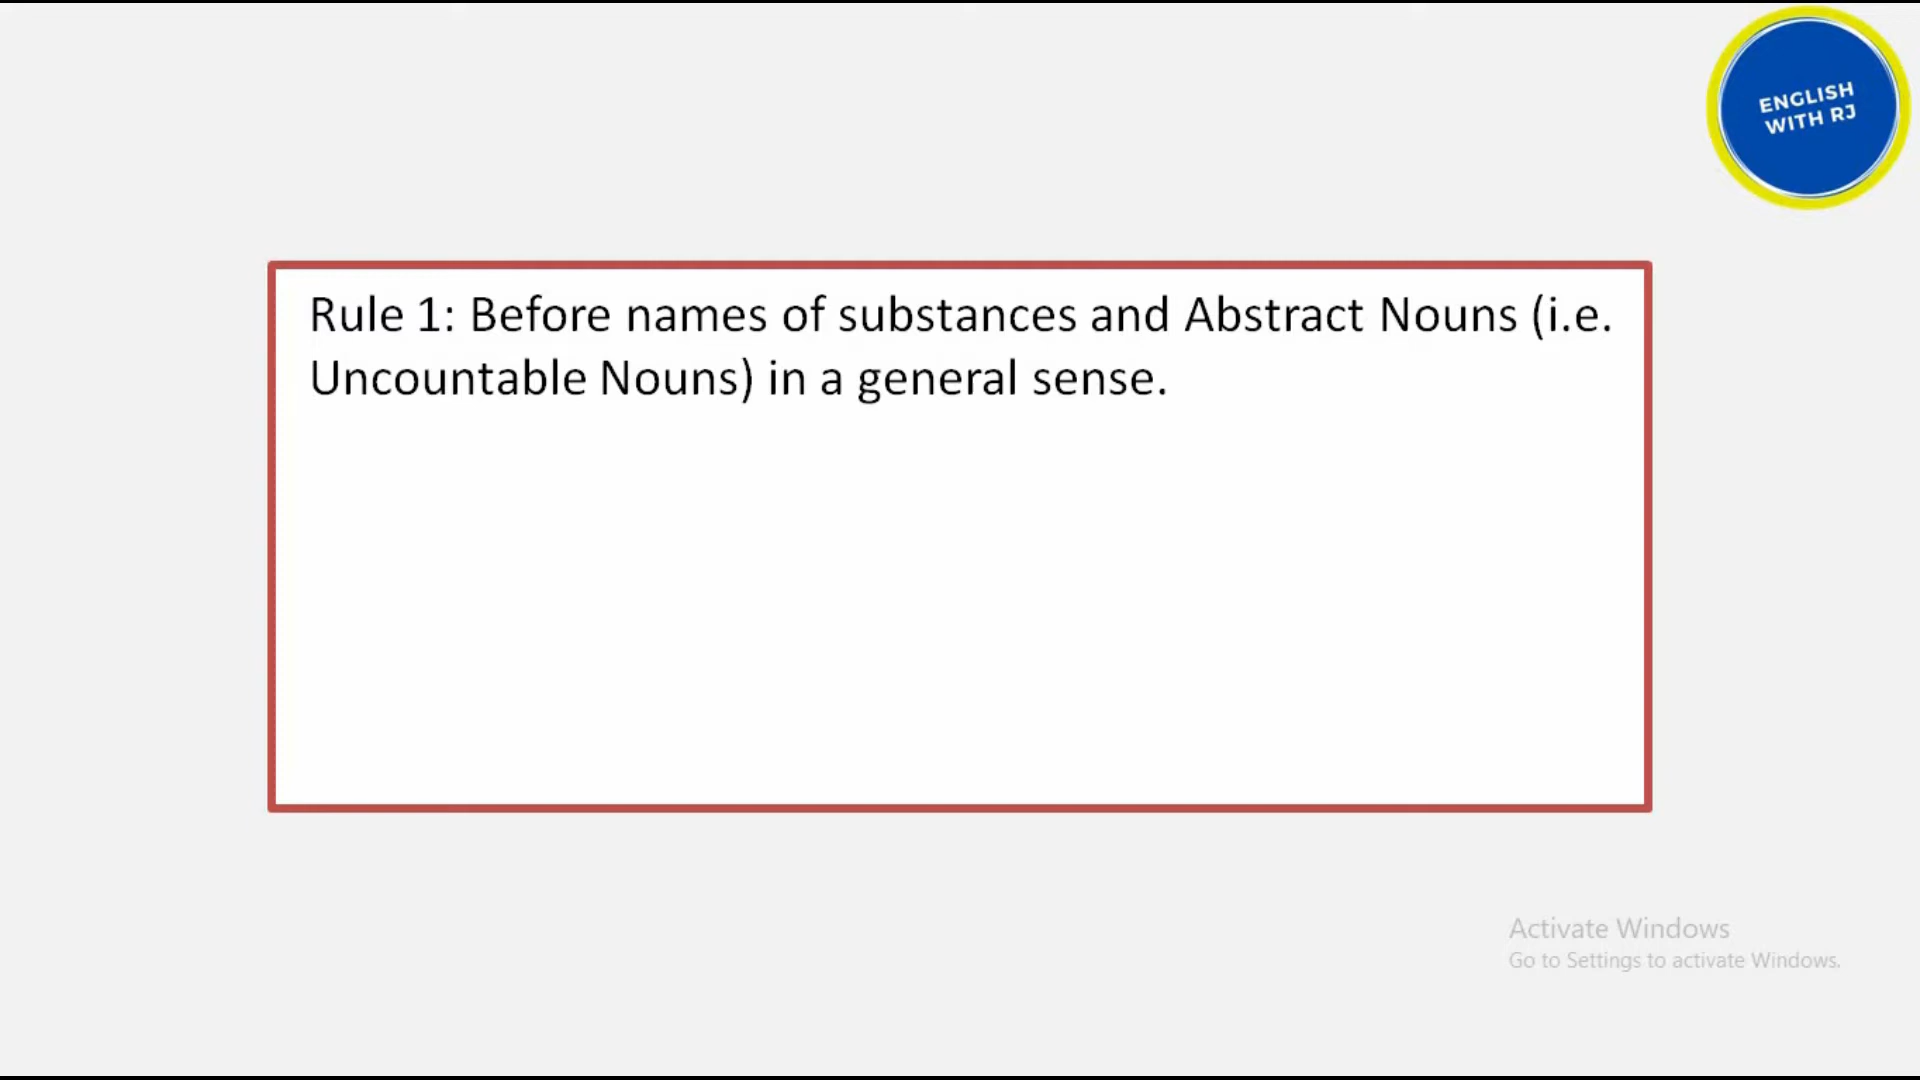 ENGLISH
WITH RJ
Rule 1: Before names of substances and Abstract Nouns (i.e.
Uncountable Nouns) in a general sense.
Activate Windows
Go to Settings to activate Windows.